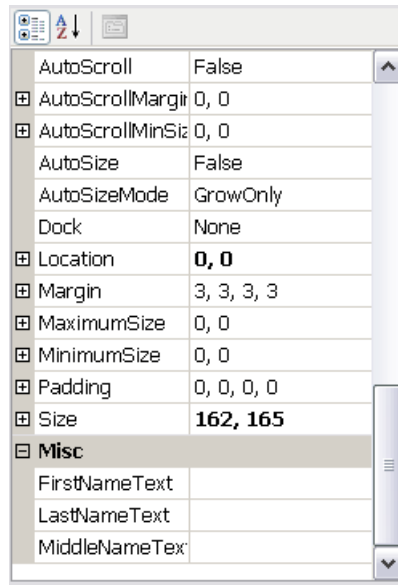 AutoScroll False
AutoScrollMargin 0, 0
AutoScrollMinSiz 0, 0
AutoSize False
AutoSizeMode GrowOnly
Dock None
Location 0, 0
Margin 3, 3, 3, 3
MaximumSize 0, 0
MinimumSize 0, 0
Padding 0, 0, 0, 0
Size 162, 165
Misc
FirstNameText
LastNameText
MiddleNameTex